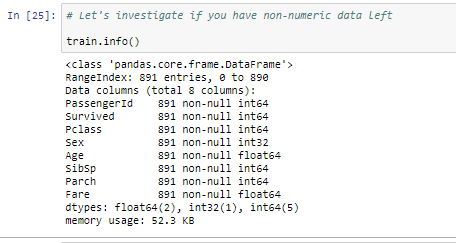 In [25]: # Let's investigate if you have non-numeric data left
train.info()
<class 'pandas.core.frame.DataFrame'>
RangeIndex: 891 entries, 0 to 890
Data columns (total 8 columns):
PassengerId    891 non-null int64
Survived       891 non-null int64
Pclass         891 non-null int64
Sex            891 non-null int32
Age            891 non-null float64
SibSp          891 non-null int64
Parch          891 non-null int64
Fare           891 non-null float64
dtypes: float64(2), int32(1), int64(5)
memory usage: 52.3 KB